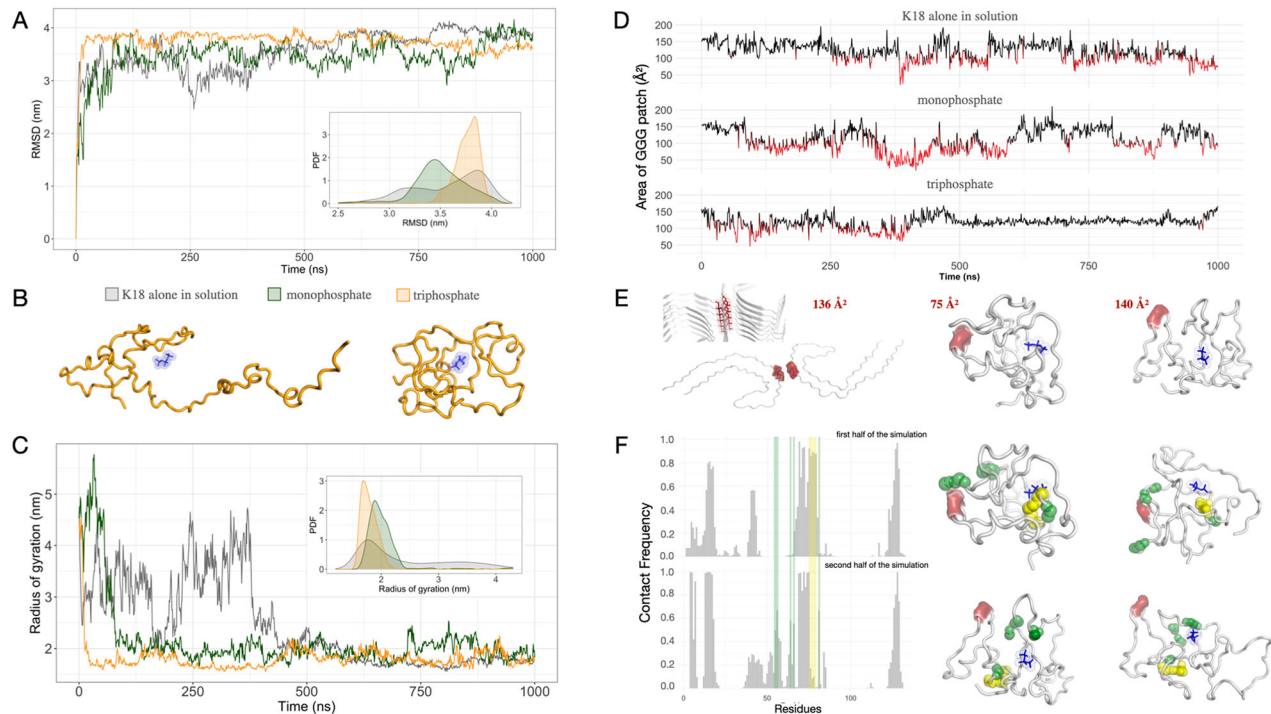 A
RMSD (nm)
4
3
2
1
0
PDF
3
2
1
0
2.5
3.0
3.5
4.0
RMSD (nm)
0
250
500
750
1000
Time (ns)
K18 alone in solution
monophosphate
triphosphate
B
C
Radius of gyration (nm)
5
4
3
2
PDF
3
2
1
0
2
3
4
Radius of gyration (nm)
0
250
500
750
1000
Time (ns)
D
Area of GGG patch (Å²)
K18 alone in solution
200
150
100
50
monophosphate
200
150
100
50
triphosphate
200
150
100
50
0
250
500
750
1000
Time (ns)
E
136 Å²
75 Å²
140 Å²
F
Contact Frequency
first half of the simulation
1.0
0.8
0.6
0.4
0.2
0.0
second half of the simulation
1.0
0.8
0.6
0.4
0.2
0.0
0
50
100
Residues